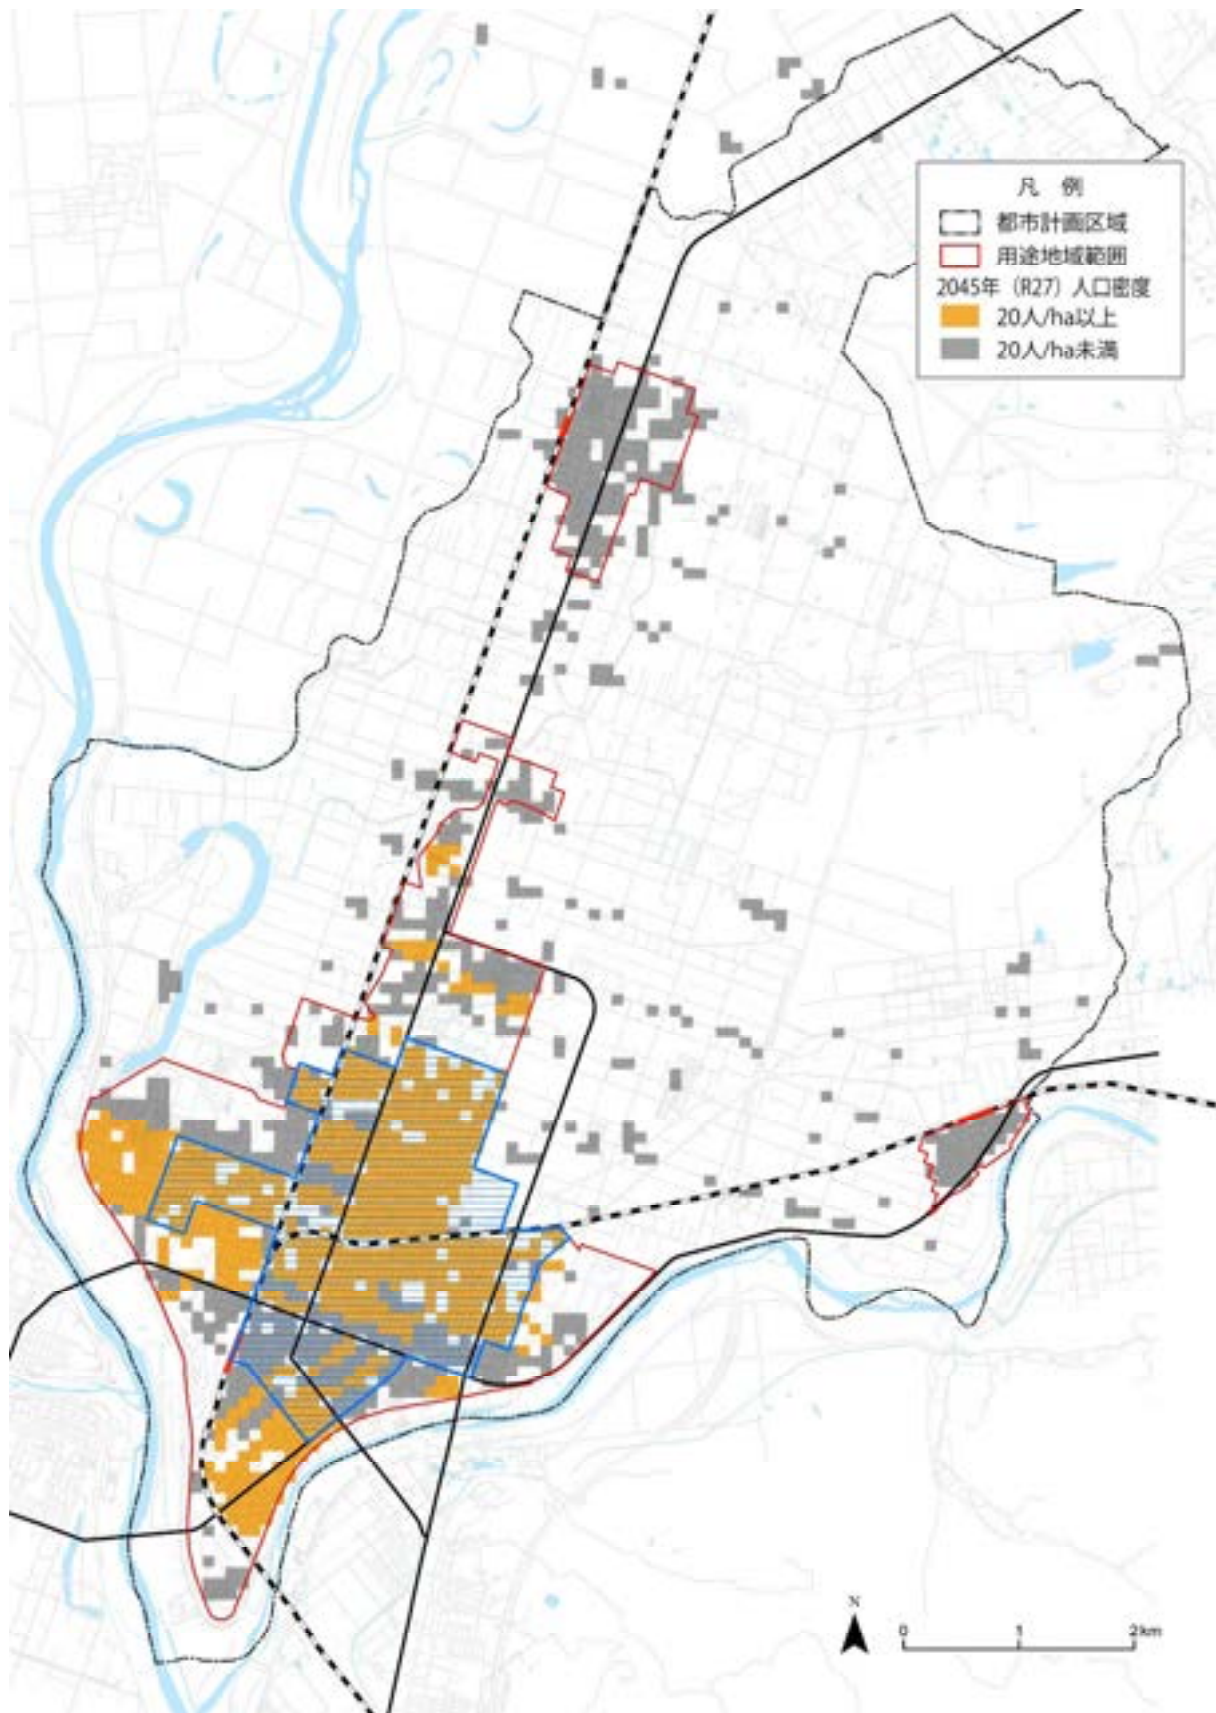 凡 例
都市計画区域
用途地域範囲
2045年（R27）人口密度
20人/ha以上
20人/ha未満
N
0 1 2km